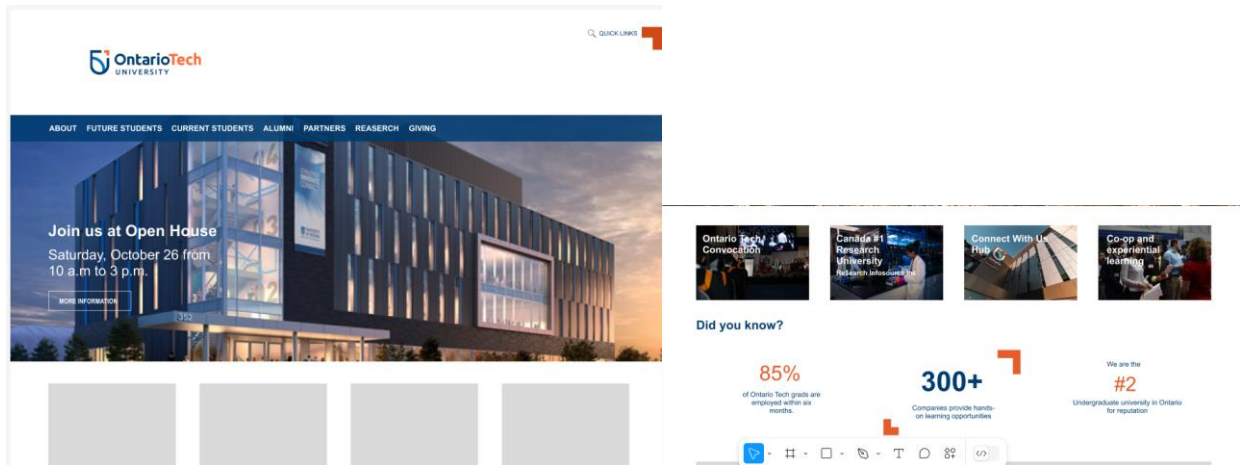 QUICK LINKS
OntarioTech
UNIVERSITY
ABOUT FUTURE STUDENTS CURRENT STUDENTS ALUMNI PARTNERS REASERCH GIVING
Join us at Open House
Saturday, October 26 from
10 a.m to 3 p.m.
MORE INFORMATION
352
Ontario Tech
Convocation
Canada #1
Research
University
Research Infosource Inc
Connect With Us
Hub
Co-op and
experiential
learning
Did you know?
85%
of Ontario Tech grads are
employed within six
months.
300+
Companies provide hands-
on learning opportunities
We are the
#2
Undergraduate university in Ontario
for reputation
T